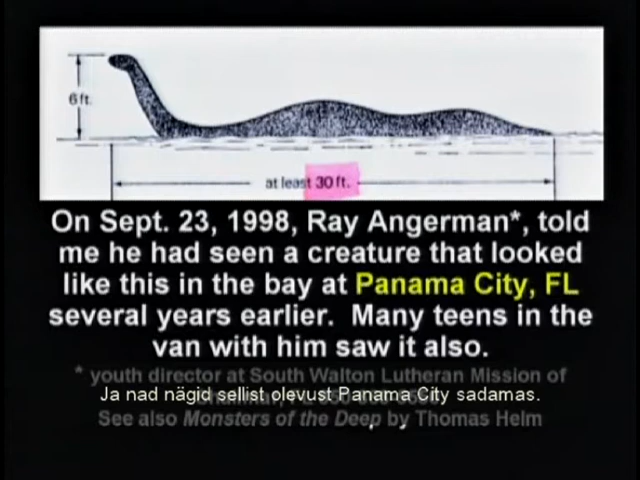 6 ft.
at least 30 ft.
On Sept. 23, 1998, Ray Angerman*, told
me he had seen a creature that looked
like this in the bay at Panama City, FL
several years earlier. Many teens in the
van with him saw it also.
* youth director at South Walton Lutheran Mission of
Ja nad nägid sellist olevust Panama City sadamas.
See also Monsters of the Deep by Thomas Helm